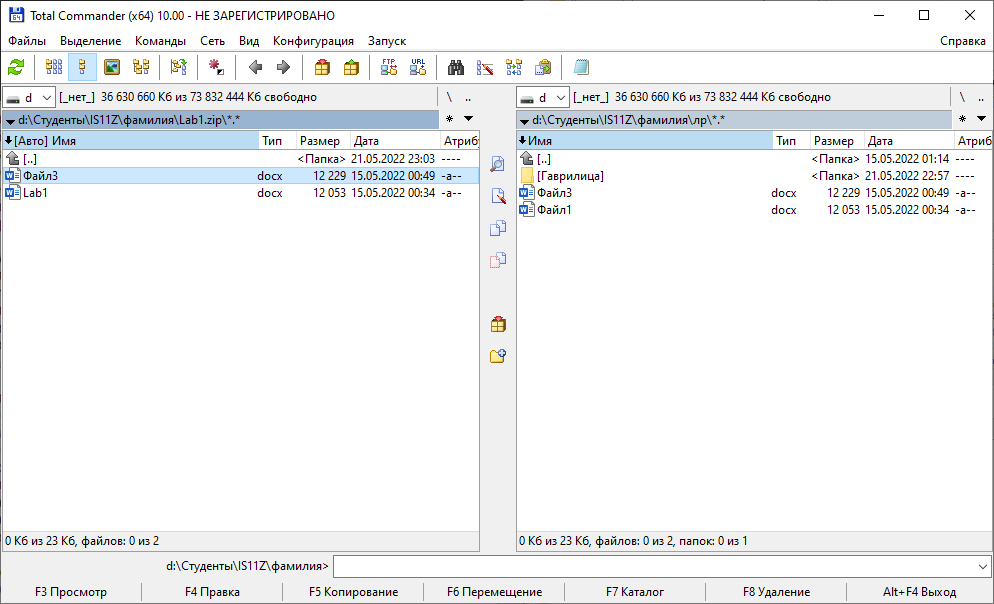 Total Commander (x64) 10.00 - НЕ ЗАРЕГИСТРИРОВАНО
Файлы Выделение Команды Сеть Вид Конфигурация Запуск Справка
FTP URL
d [_нет_] 36 630 660 Кб из 73 832 444 Кб свободно \ ..
d [_нет_] 36 630 660 Кб из 73 832 444 Кб свободно \ ..
d:\Студенты\IS11Z\фамилия\Lab1.zip\*.* *
d:\Студенты\IS11Z\фамилия\лр\*.* *
[Авто] Имя Тип Размер Дата Атриб
[..] <Папка> 21.05.2022 23:03 ----
Файл3 docx 12 229 15.05.2022 00:49 -a--
Lab1 docx 12 053 15.05.2022 00:34 -a--
Имя Тип Размер Дата Атриб
[..] <Папка> 15.05.2022 01:14 ----
[Гаврилица] <Папка> 21.05.2022 22:57 ----
Файл3 docx 12 229 15.05.2022 00:49 -a--
Файл1 docx 12 053 15.05.2022 00:34 -a--
0 Кб из 23 Кб, файлов: 0 из 2
0 Кб из 23 Кб, файлов: 0 из 2, папок: 0 из 1
d:\Студенты\IS11Z\фамилия>
F3 Просмотр F4 Правка F5 Копирование F6 Перемещение F7 Каталог F8 Удаление Alt+F4 Выход